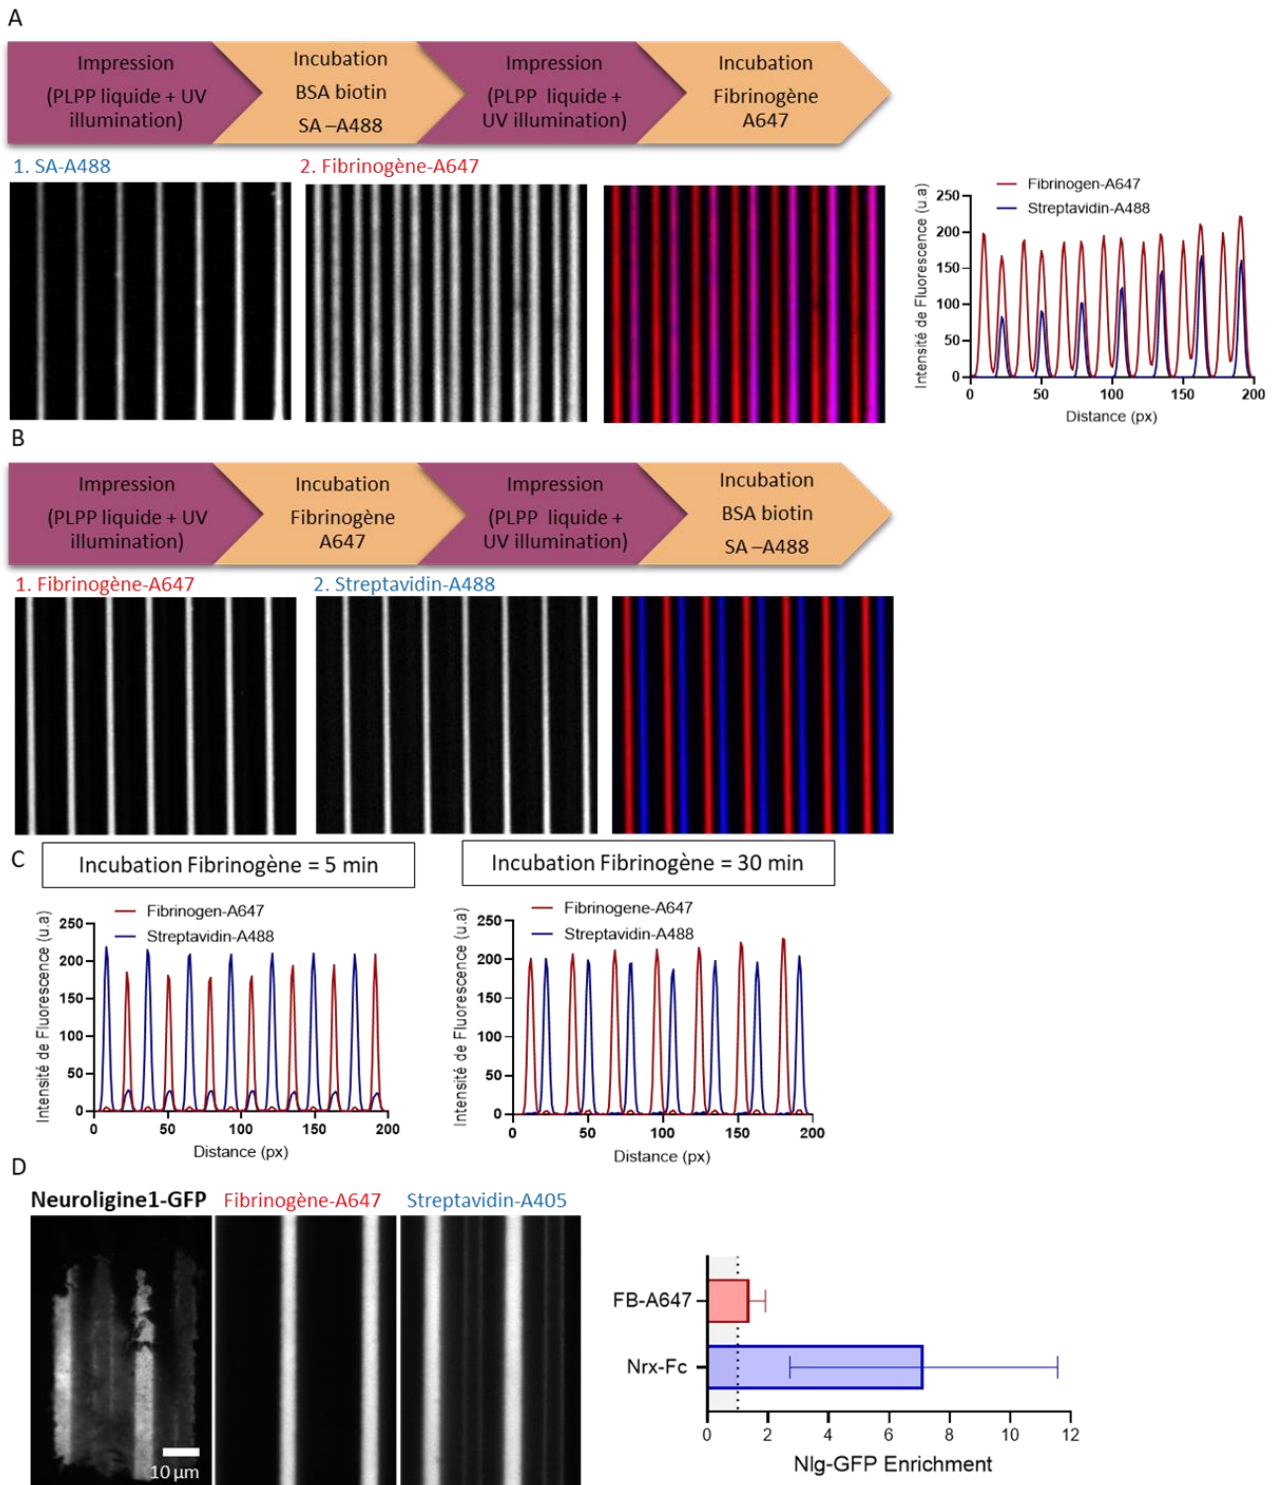 A
Impression
(PLPP liquide + UV
illumination)
Incubation
BSA biotin
SA –A488
Impression
(PLPP liquide +
UV illumination)
Incubation
Fibrinogène
A647
1. SA-A488
2. Fibrinogène-A647
Fibrinogen-A647
Streptavidin-A488
Intensité de Fluorescence (u.a)
250
200
150
100
50
0
0 50 100 150 200
Distance (px)
B
Impression
(PLPP liquide + UV
illumination)
Incubation
Fibrinogène
A647
Impression
(PLPP liquide +
UV illumination)
Incubation
BSA biotin
SA –A488
1. Fibrinogène-A647
2. Streptavidin-A488
C
Incubation Fibrinogène = 5 min
Fibrinogen-A647
Streptavidin-A488
Intensité de Fluorescence (u.a)
250
200
150
100
50
0
0 50 100 150 200
Distance (px)
Incubation Fibrinogène = 30 min
Fibrinogene-A647
Streptavidin-A488
Intensité de Fluorescence (u.a)
250
200
150
100
50
0
0 50 100 150 200
Distance (px)
D
Neuroligine1-GFP
Fibrinogène-A647
Streptavidin-A405
10 µm
FB-A647
Nrx-Fc
0 2 4 6 8 10 12
Nlg-GFP Enrichment